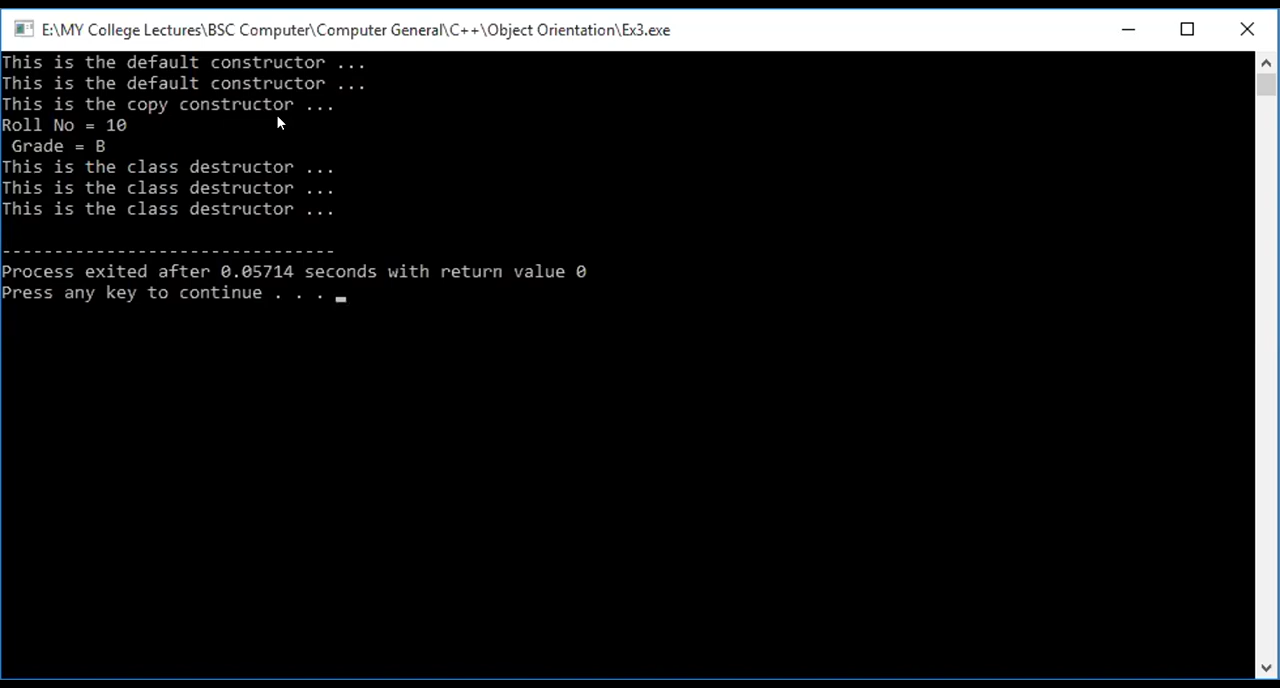 E:\MY College Lectures\BSC Computer\Computer General\C++\Object Orientation\Ex3.exe
This is the default constructor ...
This is the default constructor ...
This is the copy constructor ...
Roll No = 10
 Grade = B
This is the class destructor ...
This is the class destructor ...
This is the class destructor ...
--------------------------------
Process exited after 0.05714 seconds with return value 0
Press any key to continue . . . _